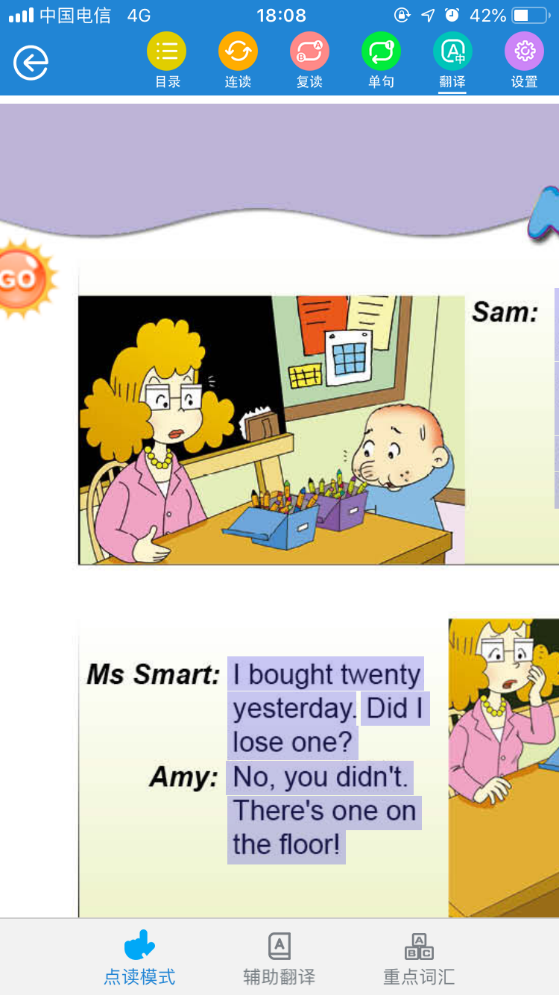 中国电信 4G 18:08 42%
目录 连读 复读 单句 翻译 设置
GO
Sam:
Ms Smart: I bought twenty
yesterday. Did I
lose one?
Amy: No, you didn't.
There's one on
the floor!
点读模式 辅助翻译 重点词汇